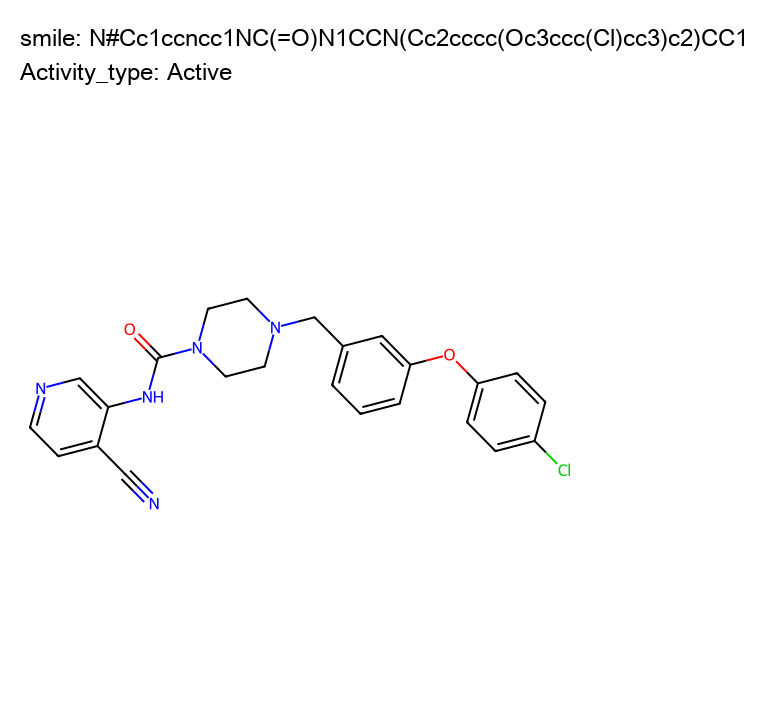 smile: N#Cc1ccncc1NC(=O)N1CCN(Cc2cccc(Oc3ccc(Cl)cc3)c2)CC1
Activity_type: Active
O
N
N
O
N
NH
Cl
N